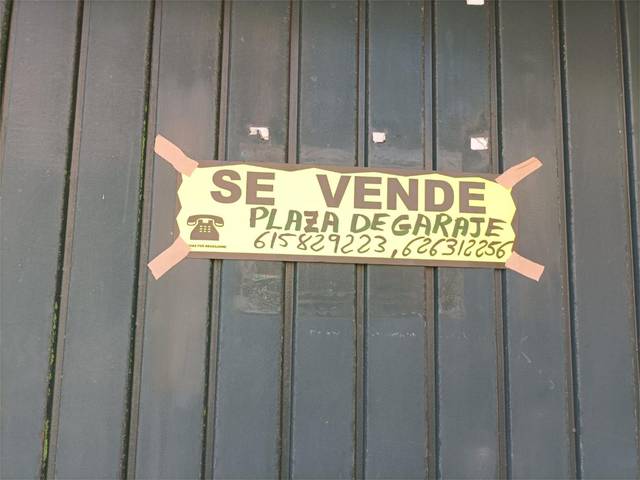 SE VENDE
PLAZA DE GARAJE
615829223, 626312256